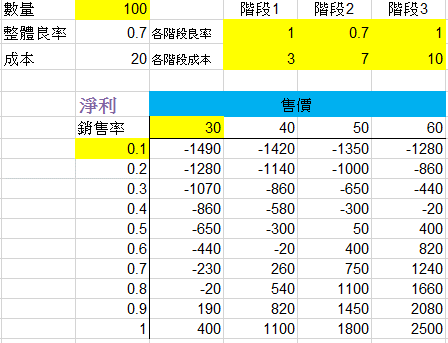 數量 100 階段1 階段2 階段3
整體良率 0.7 各階段良率 1 0.7 1
成本 20 各階段成本 3 7 10
淨利 售價
銷售率 30 40 50 60
0.1 -1490 -1420 -1350 -1280
0.2 -1280 -1140 -1000 -860
0.3 -1070 -860 -650 -440
0.4 -860 -580 -300 -20
0.5 -650 -300 50 400
0.6 -440 -20 400 820
0.7 -230 260 750 1240
0.8 -20 540 1100 1660
0.9 190 820 1450 2080
1 400 1100 1800 2500